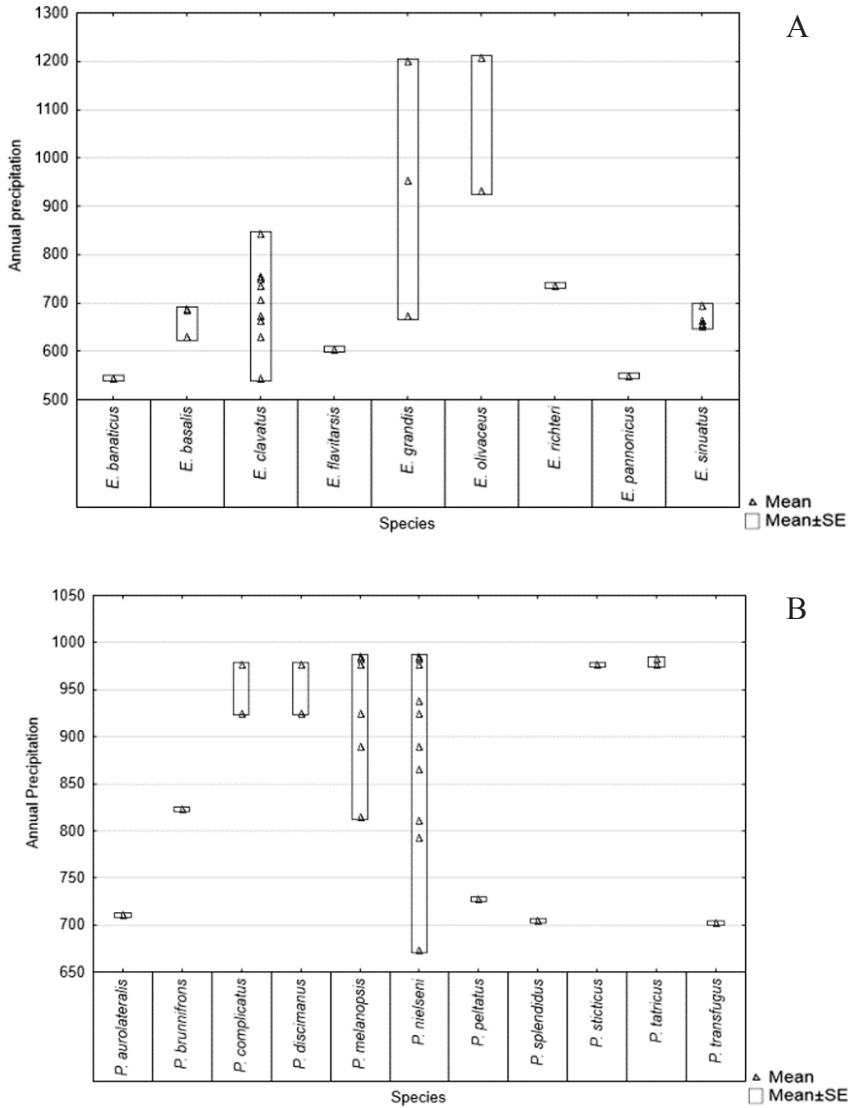 A
1300
1200
1100
1000
900
800
700
600
500
Annual precipitation
E. banaticus
E. basalis
E. clavatus
E. flavitarsis
E. grandis
E. olivaceus
E. richteri
E. pannonicus
E. sinuatus
Species
Mean
Mean±SE
B
1050
1000
950
900
850
800
750
700
650
Annual Precipitation
P. aurolateralis
P. brunnifrons
P. complicatus
P. discimanus
P. melanopsis
P. nielseni
P. peltatus
P. splendidus
P. sticticus
P. tatricus
P. transfugus
Species
Mean
Mean±SE